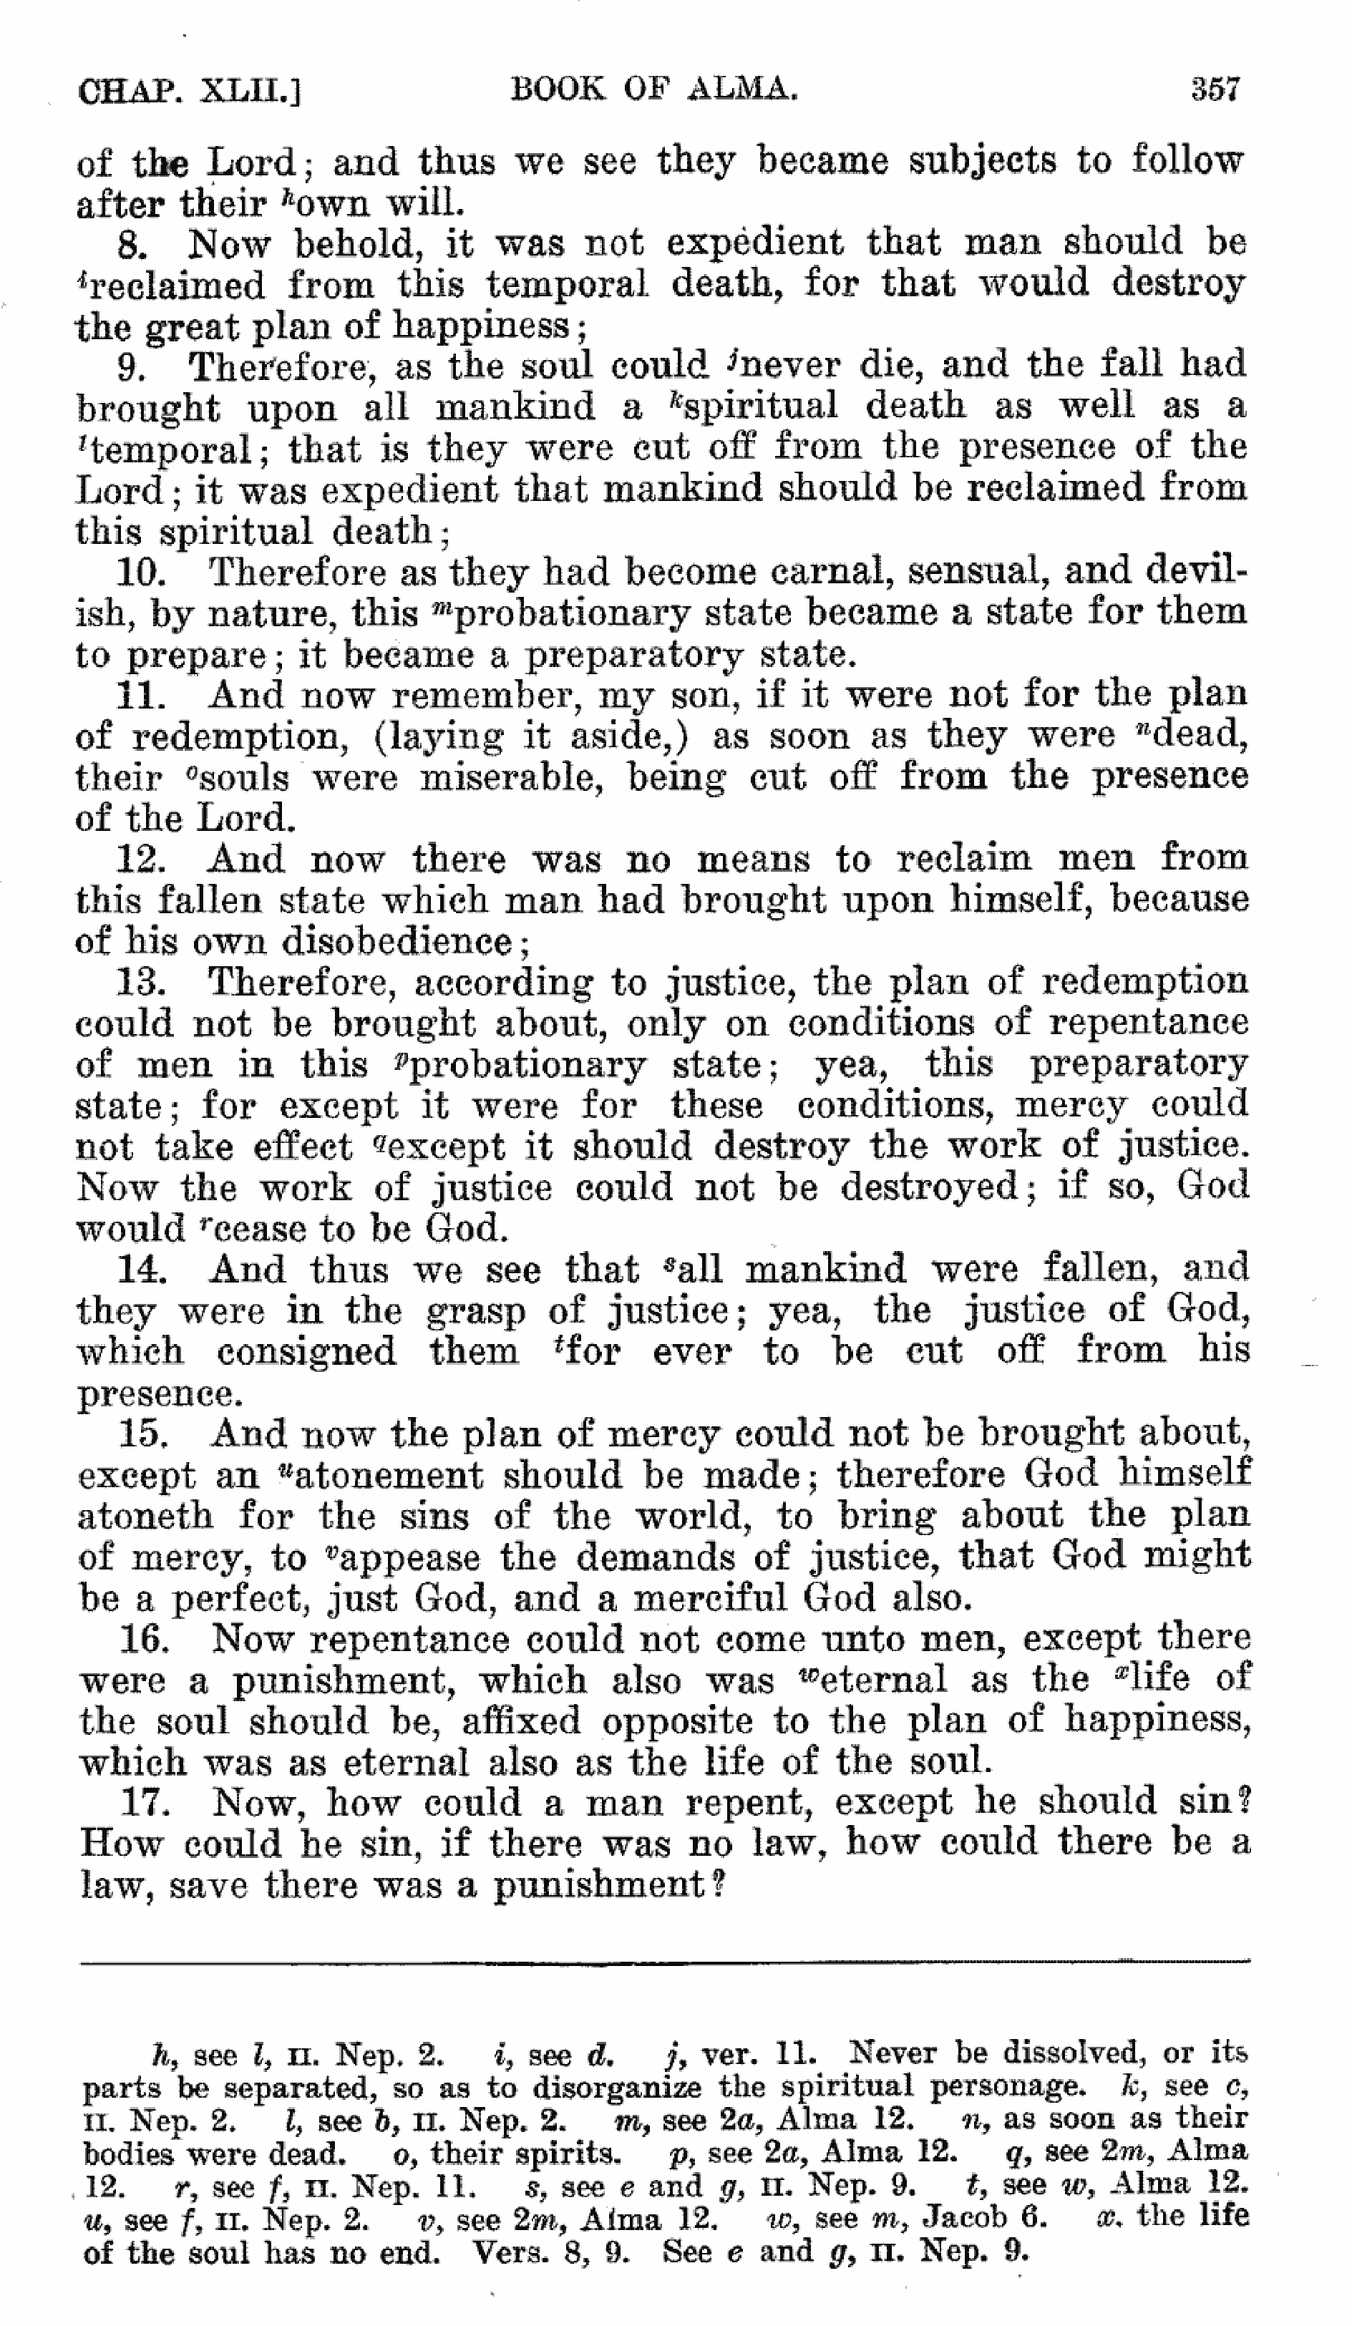 CHAP. XLII.] BOOK OF ALMA. 357
of the Lord; and thus we see they became subjects to follow
after their ʰown will.
8. Now behold, it was not expedient that man should be
ⁱreclaimed from this temporal death, for that would destroy
the great plan of happiness;
9. Therefore, as the soul could ʲnever die, and the fall had
brought upon all mankind a ᵏspiritual death as well as a
ˡtemporal; that is they were cut off from the presence of the
Lord; it was expedient that mankind should be reclaimed from
this spiritual death;
10. Therefore as they had become carnal, sensual, and devil-
ish, by nature, this ᵐprobationary state became a state for them
to prepare; it became a preparatory state.
11. And now remember, my son, if it were not for the plan
of redemption, (laying it aside,) as soon as they were ⁿdead,
their ᵒsouls were miserable, being cut off from the presence
of the Lord.
12. And now there was no means to reclaim men from
this fallen state which man had brought upon himself, because
of his own disobedience;
13. Therefore, according to justice, the plan of redemption
could not be brought about, only on conditions of repentance
of men in this ᵖprobationary state; yea, this preparatory
state; for except it were for these conditions, mercy could
not take effect qexcept it should destroy the work of justice.
Now the work of justice could not be destroyed; if so, God
would ʳcease to be God.
14. And thus we see that ˢall mankind were fallen, and
they were in the grasp of justice; yea, the justice of God,
which consigned them ᵗfor ever to be cut off from his
presence.
15. And now the plan of mercy could not be brought about,
except an ᵘatonement should be made; therefore God himself
atoneth for the sins of the world, to bring about the plan
of mercy, to ᵛappease the demands of justice, that God might
be a perfect, just God, and a merciful God also.
16. Now repentance could not come unto men, except there
were a punishment, which also was ʷeternal as the ˣlife of
the soul should be, affixed opposite to the plan of happiness,
which was as eternal also as the life of the soul.
17. Now, how could a man repent, except he should sin?
How could he sin, if there was no law, how could there be a
law, save there was a punishment?
h, see l, II. Nep. 2. i, see d. j, ver. 11. Never be dissolved, or its
parts be separated, so as to disorganize the spiritual personage. k, see c,
II. Nep. 2. l, see b, II. Nep. 2. m, see 2a, Alma 12. n, as soon as their
bodies were dead. o, their spirits. p, see 2a, Alma 12. q, see 2m, Alma
12. r, see f, II. Nep. 11. s, see e and g, II. Nep. 9. t, see w, Alma 12.
u, see f, II. Nep. 2. v, see 2m, Alma 12. w, see m, Jacob 6. x. the life
of the soul has no end. Vers. 8, 9. See e and g, II. Nep. 9.